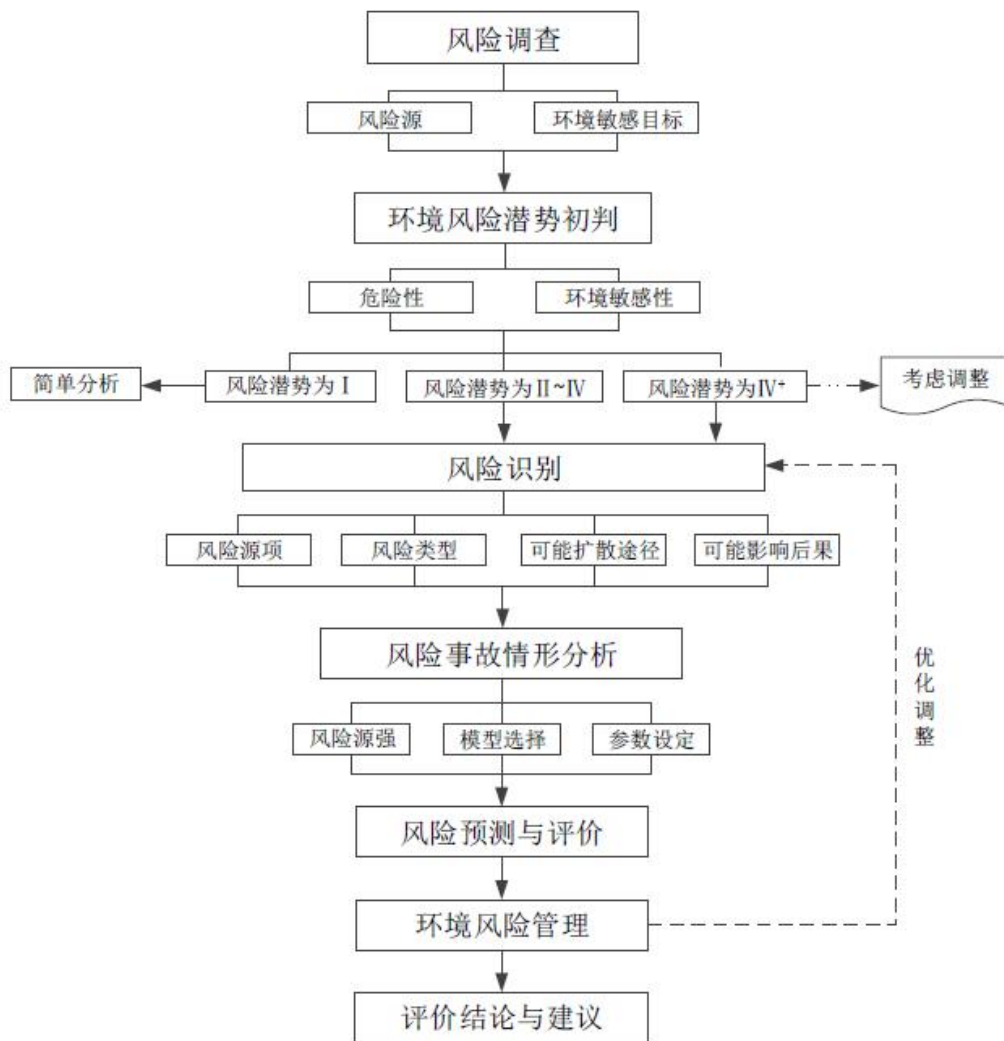 风险调查
风险源
环境敏感目标
环境风险潜势初判
危险性
环境敏感性
简单分析
风险潜势为Ⅰ
风险潜势为Ⅱ~Ⅳ
风险潜势为Ⅳ⁺
考虑调整
风险识别
风险源项
风险类型
可能扩散途径
可能影响后果
风险事故情形分析
优化调整
风险源强
模型选择
参数设定
风险预测与评价
环境风险管理
评价结论与建议